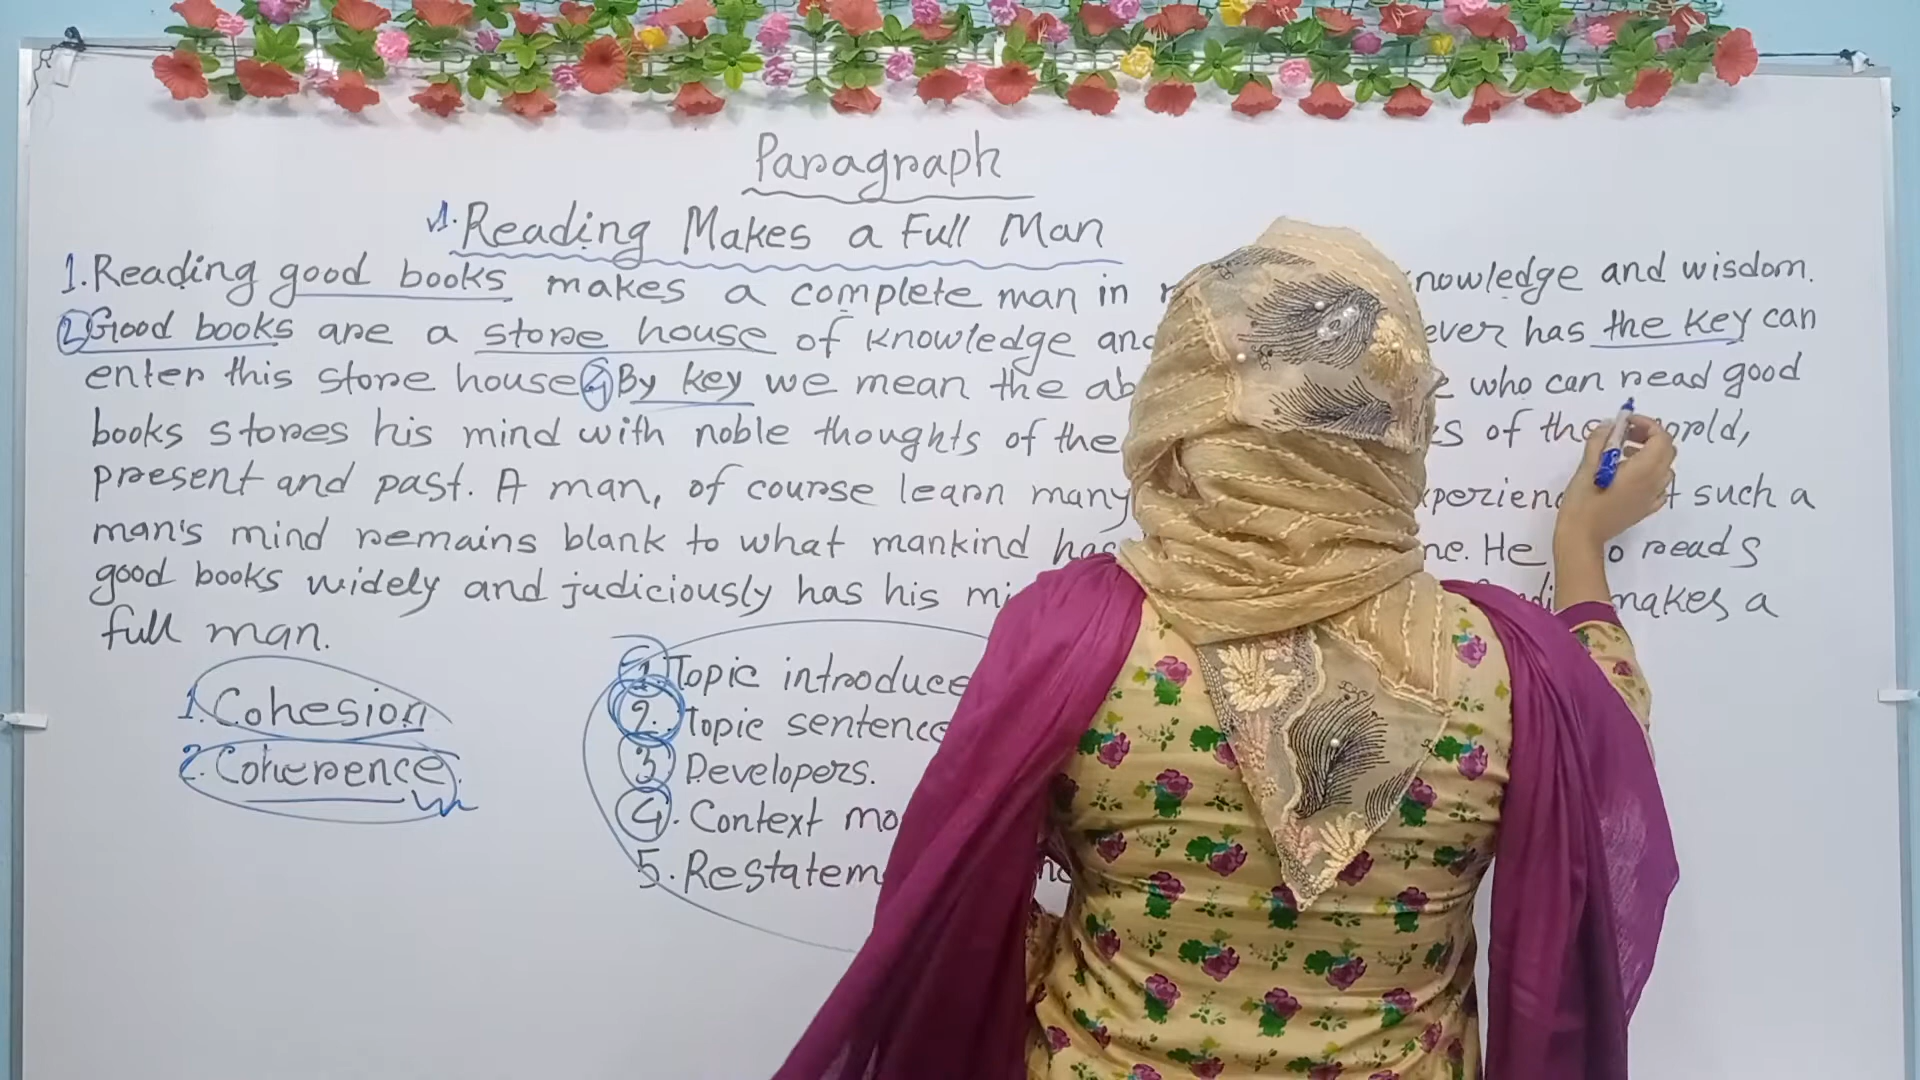 Paragraph
1. Reading Makes a Full Man
1. Reading good books makes a complete man in nowledge and wisdom.
2 Good books are a store house of knowledge and ever has the key can
enter this store house 4 By key we mean the ab who can read good
books stores his mind with noble thoughts of the of the world,
present and past. A man, of course learn many xperien such a
man's mind remains blank to what mankind has ne. He reads
good books widely and judiciously has his mi makes a
full man.
1. Cohesion
2. Coherence.
1. Topic introduce
2. Topic sentence
3 Developers.
4. Context mo
5. Restatem